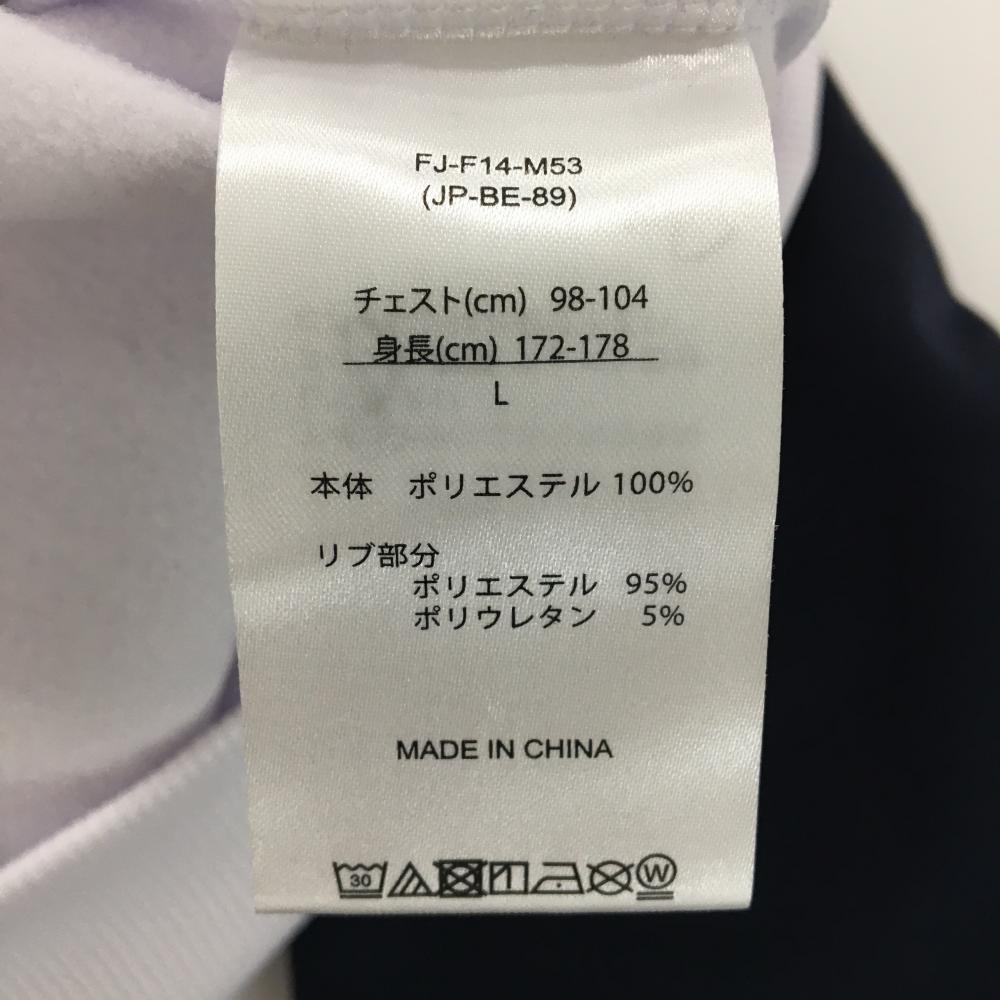 FJ-F14-M53
(JP-BE-89)
チェスト(cm) 98-104
身長(cm) 172-178
L
本体 ポリエステル 100%
リブ部分
ポリエステル 95%
ポリウレタン 5%
MADE IN CHINA
30 W